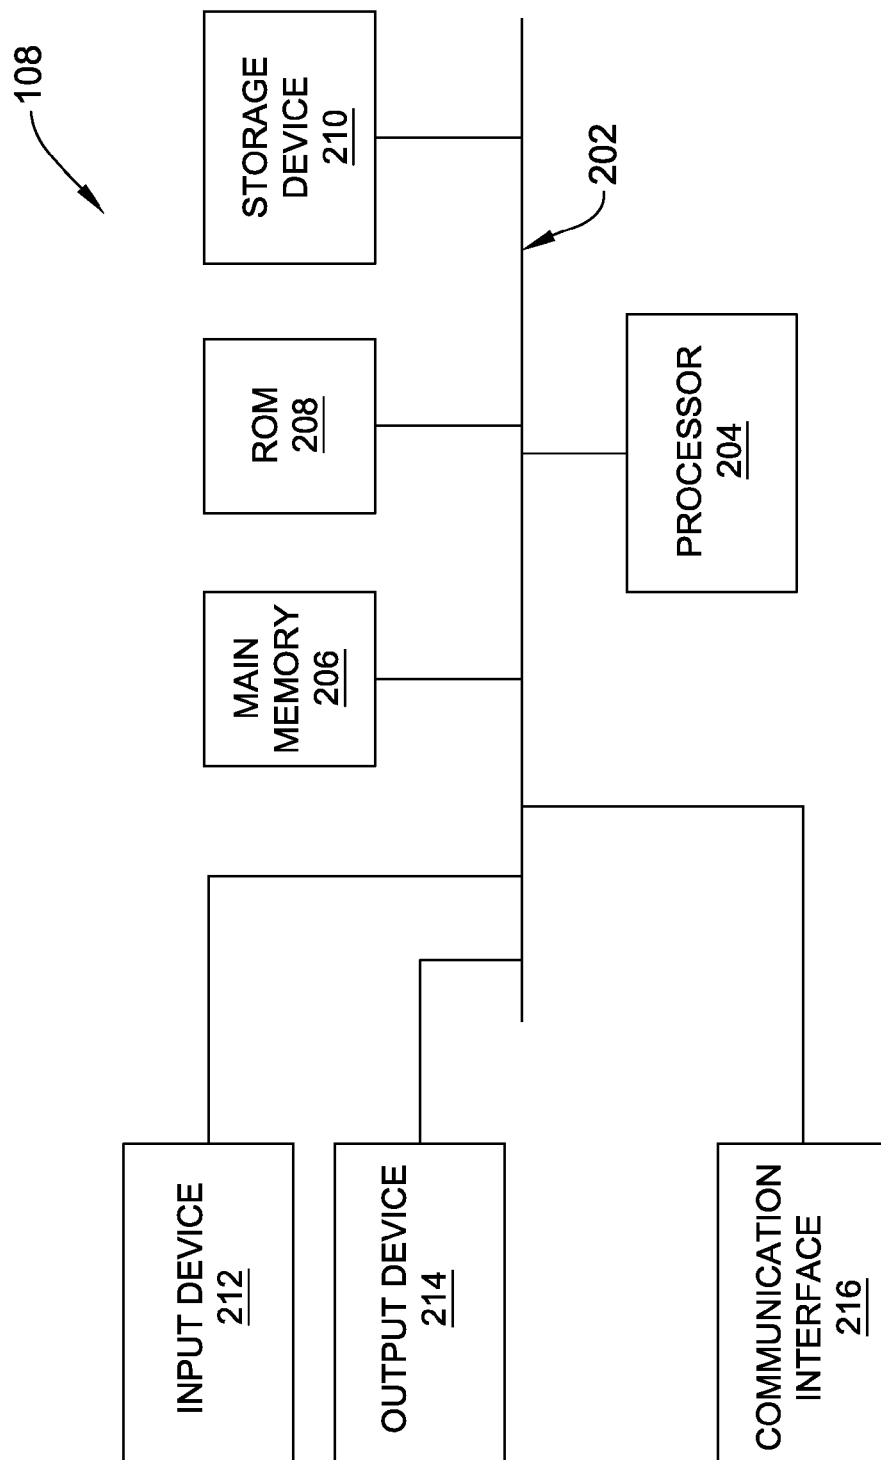 108
INPUT DEVICE
212
OUTPUT DEVICE
214
COMMUNICATION
INTERFACE
216
MAIN
MEMORY
206
ROM
208
STORAGE
DEVICE
210
202
PROCESSOR
204